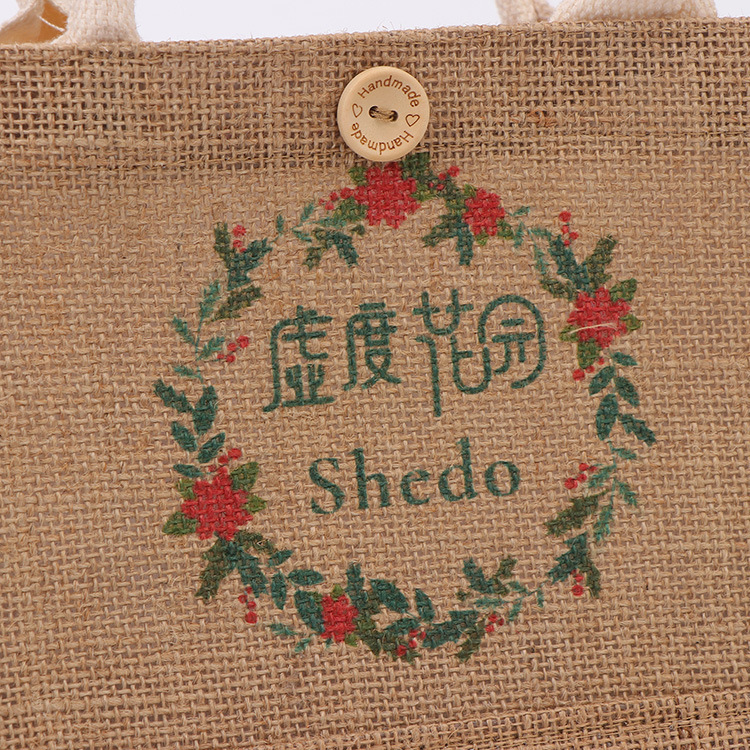 Handmade ♡
Handmade ♡
虚度花园
Shedo